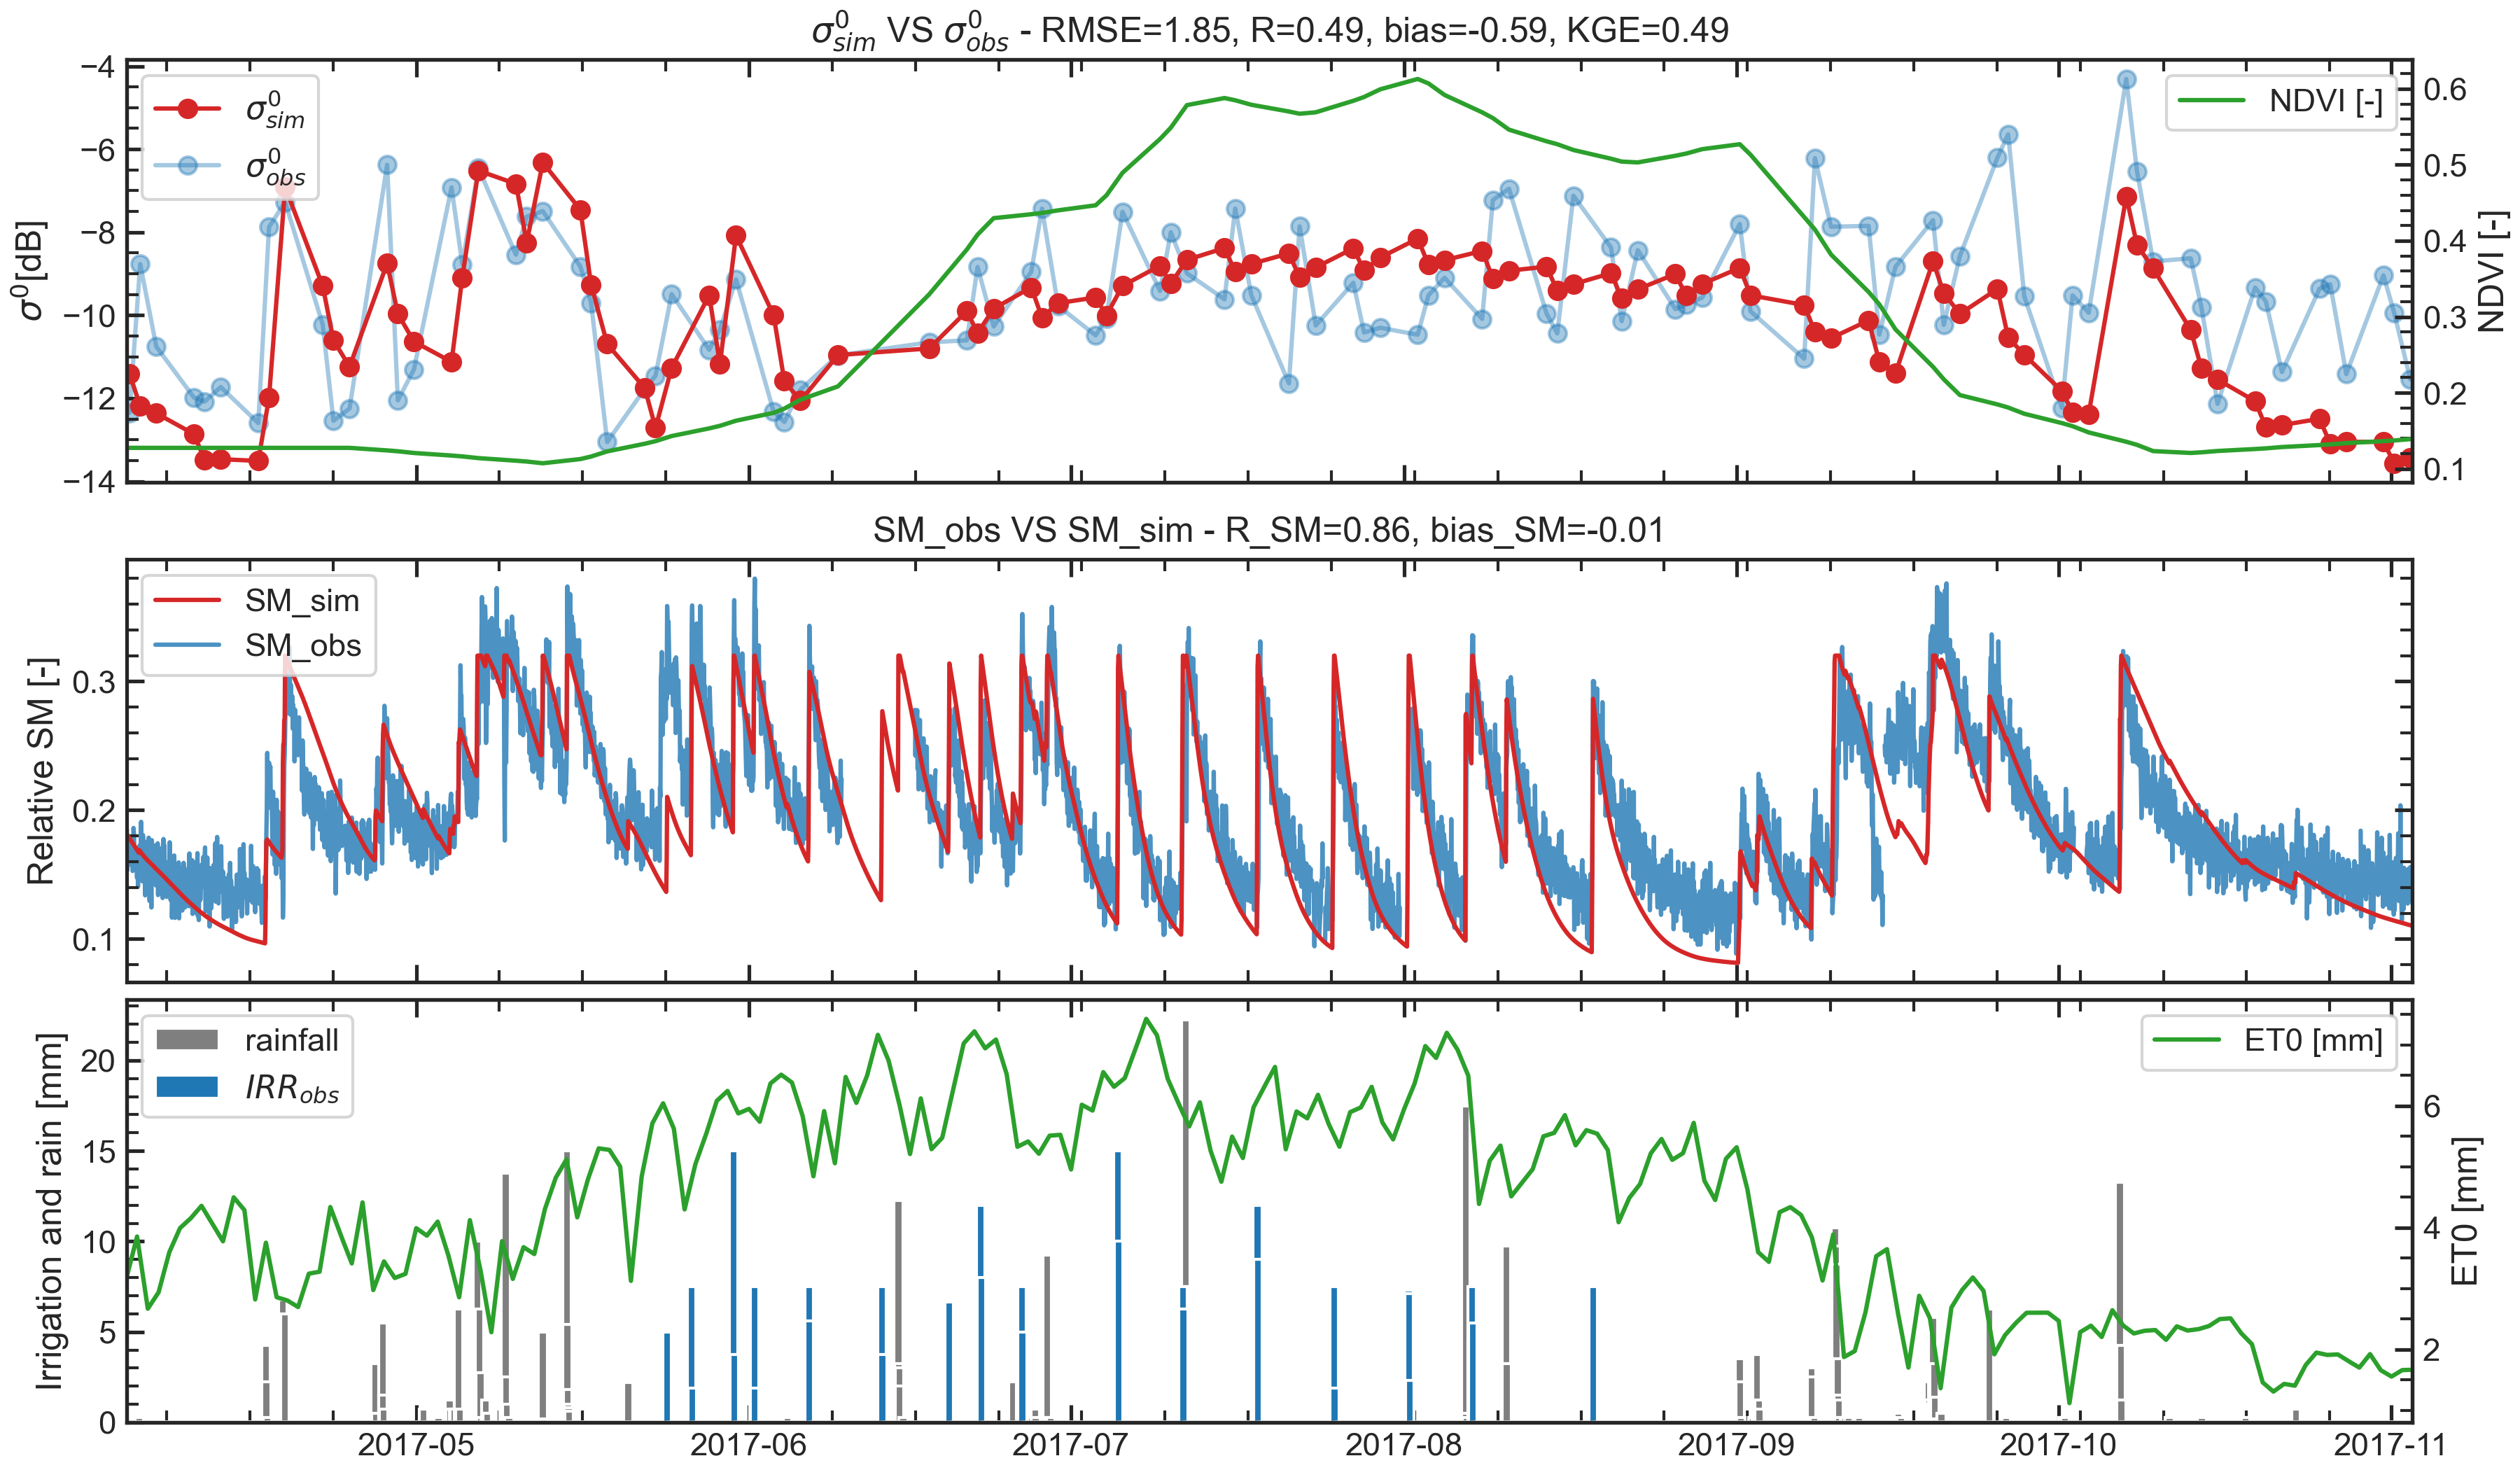 σ⁰sim VS σ⁰obs - RMSE=1.85, R=0.49, bias=-0.59, KGE=0.49
−4
−6
−8
−10
−12
−14
σ⁰[dB]
σ⁰sim
σ⁰obs
NDVI [-]
0.6
0.5
0.4
0.3
0.2
0.1
NDVI [-]
SM_obs VS SM_sim - R_SM=0.86, bias_SM=-0.01
SM_sim
SM_obs
0.3
0.2
0.1
Relative SM [-]
rainfall
IRRobs
ET0 [mm]
20
15
10
5
0
Irrigation and rain [mm]
6
4
2
ET0 [mm]
2017-05 2017-06 2017-07 2017-08 2017-09 2017-10 2017-11